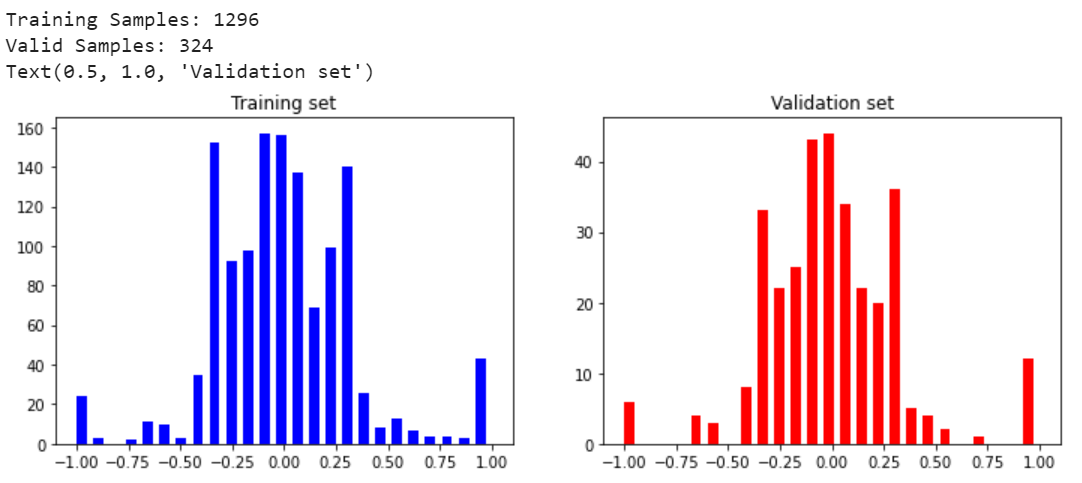 Training Samples: 1296
Valid Samples: 324
Text(0.5, 1.0, 'Validation set')
Training set
160
140
120
100
80
60
40
20
0
−1.00 −0.75 −0.50 −0.25 0.00 0.25 0.50 0.75 1.00
Validation set
40
30
20
10
0
−1.00 −0.75 −0.50 −0.25 0.00 0.25 0.50 0.75 1.00